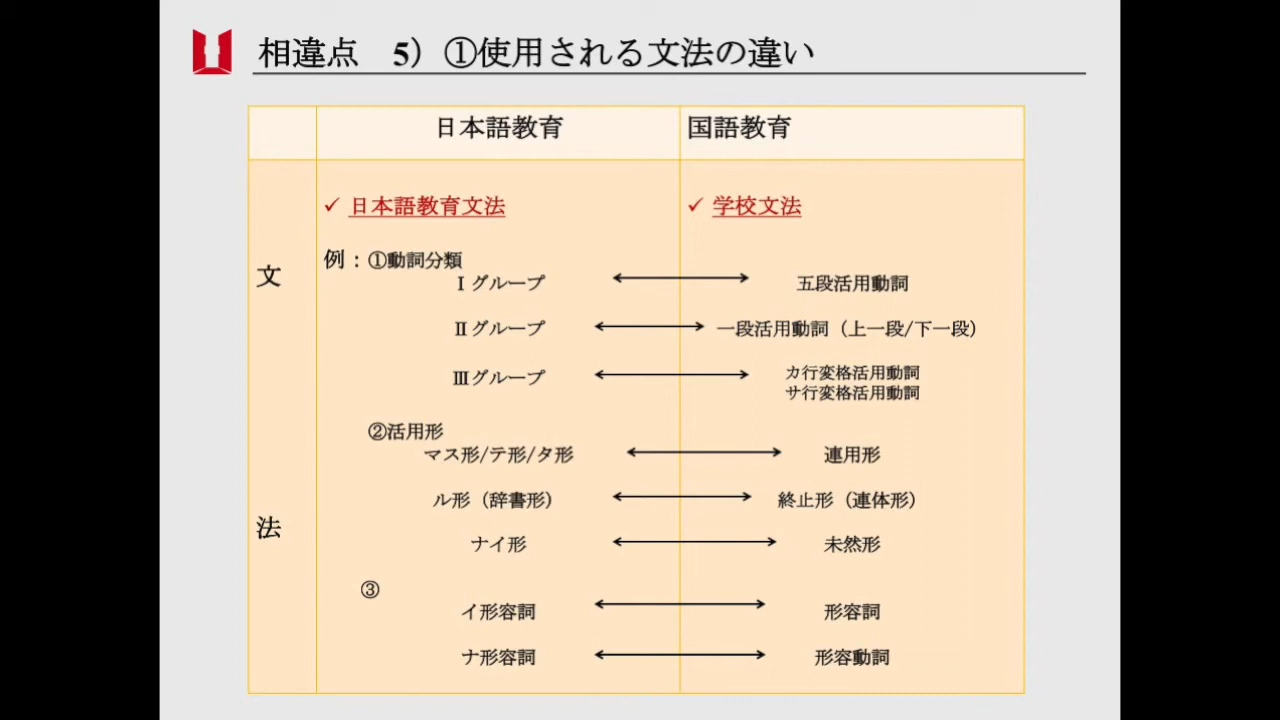 相違点 5）①使用される文法の違い
日本語教育 国語教育
✓ 日本語教育文法 ✓ 学校文法
例：①動詞分類
文
Ⅰグループ 五段活用動詞
Ⅱグループ 一段活用動詞（上一段/下一段）
Ⅲグループ カ行変格活用動詞
サ行変格活用動詞
②活用形
マス形/テ形/タ形 連用形
ル形（辞書形） 終止形（連体形）
法
ナイ形 未然形
③
イ形容詞 形容詞
ナ形容詞 形容動詞